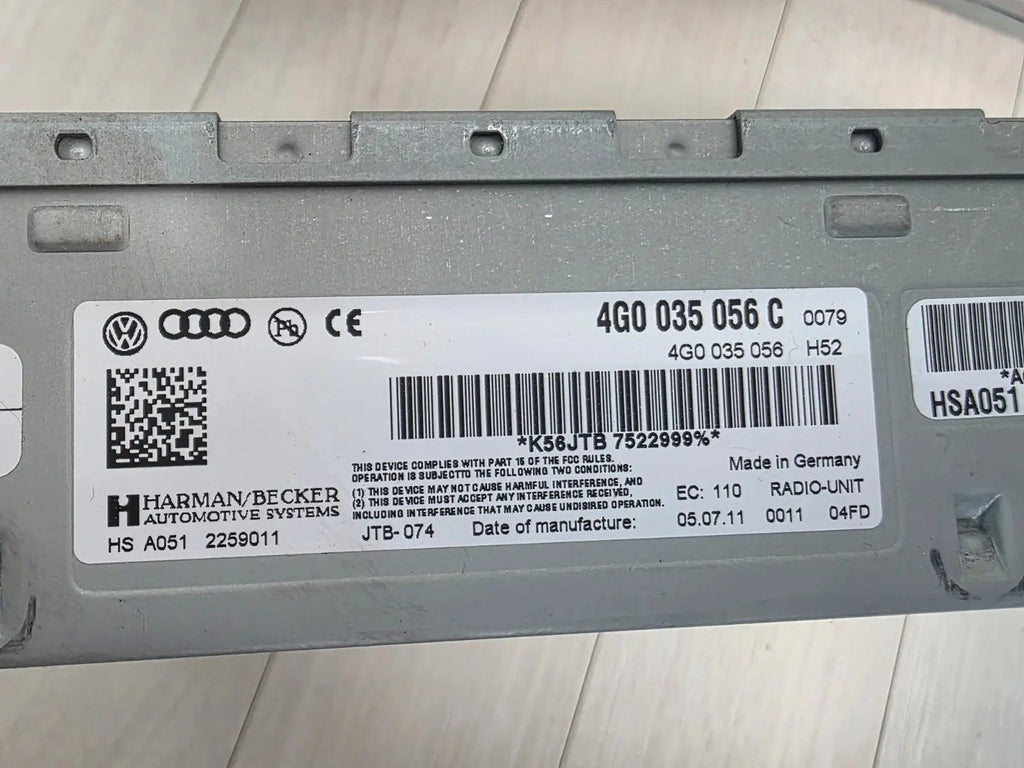 4G0 035 056 C 0079
4G0 035 056 H52
*K56JTB 7522999%*
THIS DEVICE COMPLIES WITH PART 15 OF THE FCC RULES.
OPERATION IS SUBJECTTO THE FOLLOWING TWO CONDITIONS:
(1) THIS DEVICE MAY NOT CAUSE HARMFUL INTERFERENCE, AND
(2) THIS DEVICE MUST ACCEPT ANY INTERFERENCE RECEIVED,
INCLUDING INTERFERENCE THAT MAY CAUSE UNDISIRED OPERATION.
Made in Germany
EC: 110 RADIO-UNIT
HARMAN/BECKER
AUTOMOTIVE SYSTEMS
HS A051 2259011
JTB-074 Date of manufacture: 05.07.11 0011 04FD
HSA051